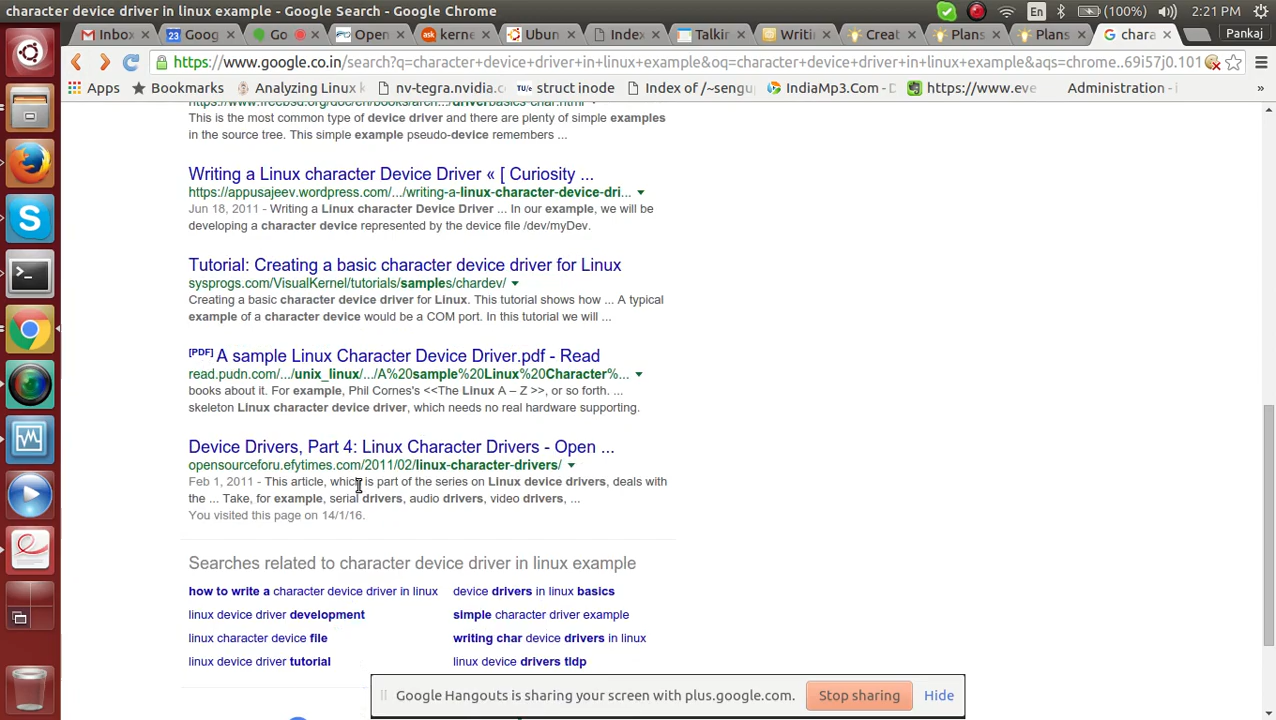 character device driver in linux example - Google Search - Google Chrome
En
(100%)
2:21 PM
Inbo
23
Goog
Go
Open
ask
kerne
Ubun
Index
Talkin
Writi
Creat
Plans
Plans
G chara
Pankaj
https://www.google.co.in/search?q=character+device+driver+in+linux+example&oq=character+device+driver+in+linux+example&aqs=chrome..69i57j0.101
Apps
Bookmarks
Analyzing Linux k
nv-tegra.nvidia.c
struct inode
Index of /~sengu
IndiaMp3.Com - D
https://www.eve
Administration - i
»
This is the most common type of device driver and there are plenty of simple examples
in the source tree. This simple example pseudo-device remembers ...
Writing a Linux character Device Driver « [ Curiosity ...
https://appusajeev.wordpress.com/.../writing-a-linux-character-device-dri...
Jun 18, 2011 - Writing a Linux character Device Driver ... In our example, we will be
developing a character device represented by the device file /dev/myDev.
Tutorial: Creating a basic character device driver for Linux
sysprogs.com/VisualKernel/tutorials/samples/chardev/
Creating a basic character device driver for Linux. This tutorial shows how ... A typical
example of a character device would be a COM port. In this tutorial we will ...
[PDF] A sample Linux Character Device Driver.pdf - Read
read.pudn.com/.../unix_linux/.../A%20sample%20Linux%20Character%...
books about it. For example, Phil Cornes's <<The Linux A – Z >>, or so forth. ...
skeleton Linux character device driver, which needs no real hardware supporting.
Device Drivers, Part 4: Linux Character Drivers - Open ...
opensourceforu.efytimes.com/2011/02/linux-character-drivers/
Feb 1, 2011 - This article, which is part of the series on Linux device drivers, deals with
the ... Take, for example, serial drivers, audio drivers, video drivers, ...
You visited this page on 14/1/16.
Searches related to character device driver in linux example
how to write a character device driver in linux
device drivers in linux basics
linux device driver development
simple character driver example
linux character device file
writing char device drivers in linux
linux device driver tutorial
linux device drivers tldp
Google Hangouts is sharing your screen with plus.google.com.
Stop sharing
Hide